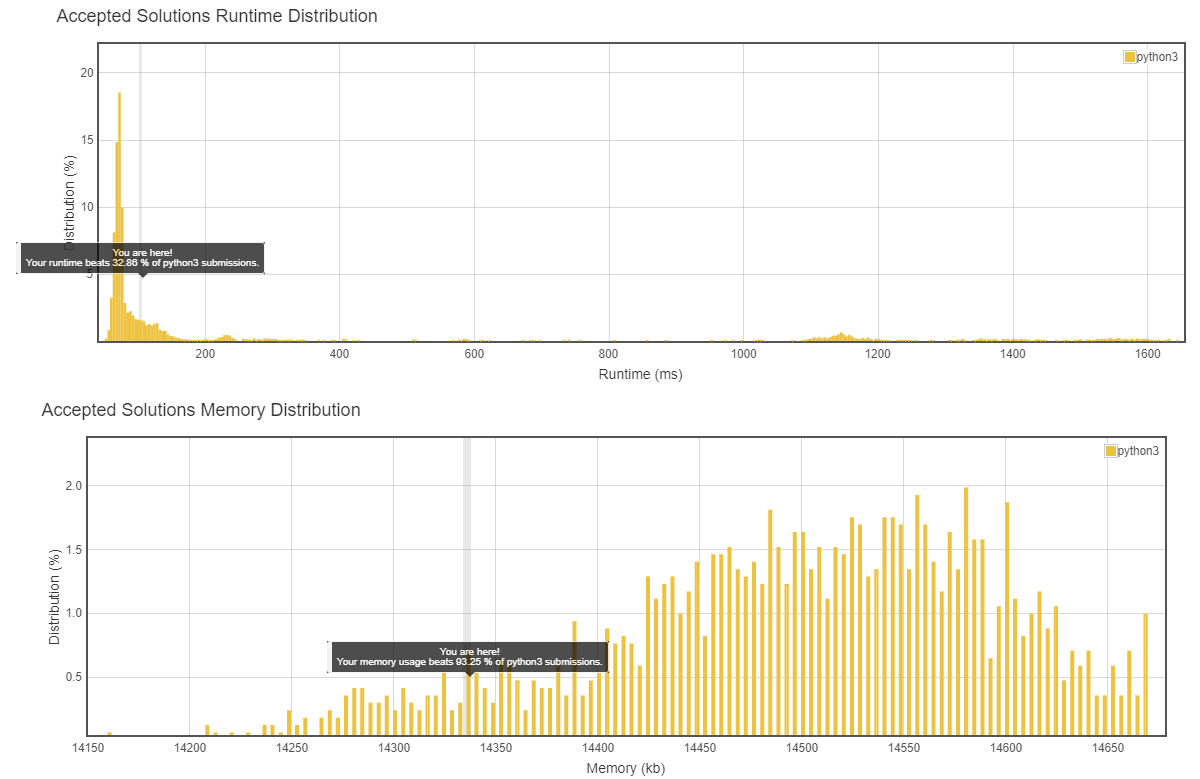 Accepted Solutions Runtime Distribution
python3
20
15
10
5
Distribution (%)
You are here!
Your runtime beats 32.86 % of python3 submissions.
200 400 600 800 1000 1200 1400 1600
Runtime (ms)
Accepted Solutions Memory Distribution
python3
2.0
1.5
1.0
0.5
Distribution (%)
You are here!
Your memory usage beats 93.25 % of python3 submissions.
14150 14200 14250 14300 14350 14400 14450 14500 14550 14600 14650
Memory (kb)